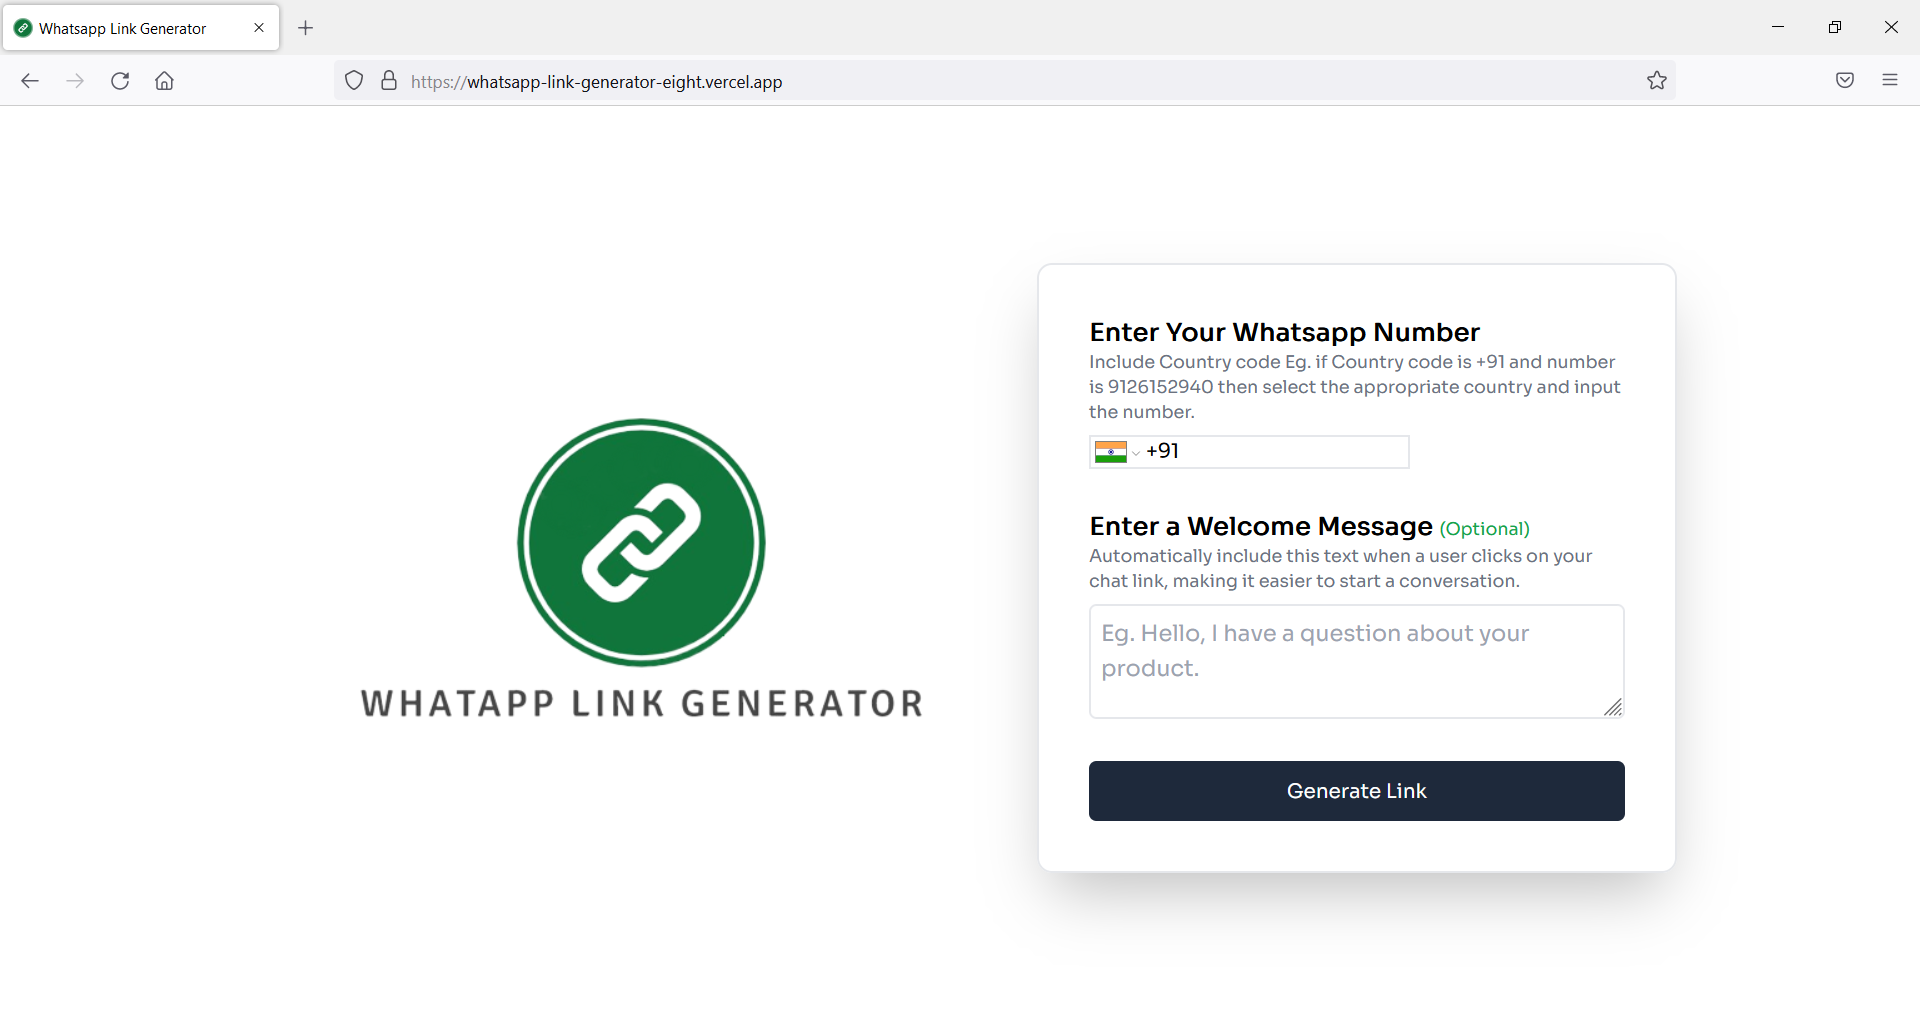 Whatsapp Link Generator
https://whatsapp-link-generator-eight.vercel.app
WHATAPP LINK GENERATOR
Enter Your Whatsapp Number
Include Country code Eg. if Country code is +91 and number
is 9126152940 then select the appropriate country and input
the number.
+91
Enter a Welcome Message (Optional)
Automatically include this text when a user clicks on your
chat link, making it easier to start a conversation.
Eg. Hello, I have a question about your
product.
Generate Link